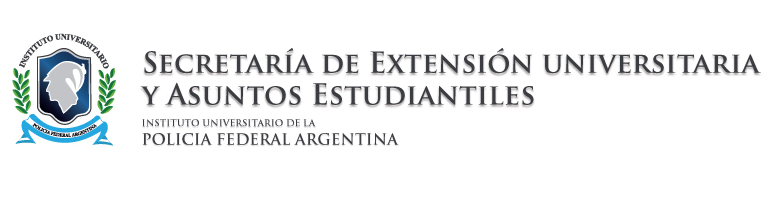 INSTITUTO UNIVERSITARIO
POLICIA FEDERAL ARGENTINA
SECRETARÍA DE EXTENSIÓN UNIVERSITARIA
Y ASUNTOS ESTUDIANTILES
INSTITUTO UNIVERSITARIO DE LA
POLICIA FEDERAL ARGENTINA